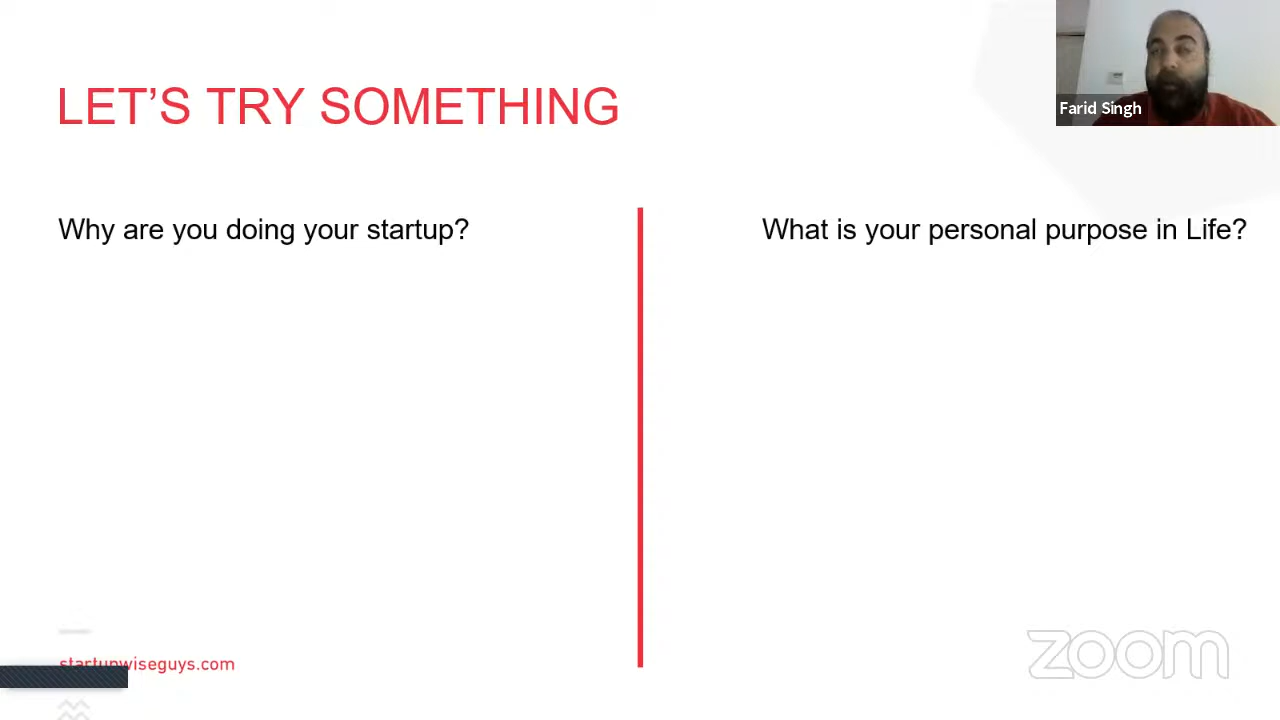 LET’S TRY SOMETHING
Farid Singh
Why are you doing your startup?
What is your personal purpose in Life?
startupwiseguys.com
zoom